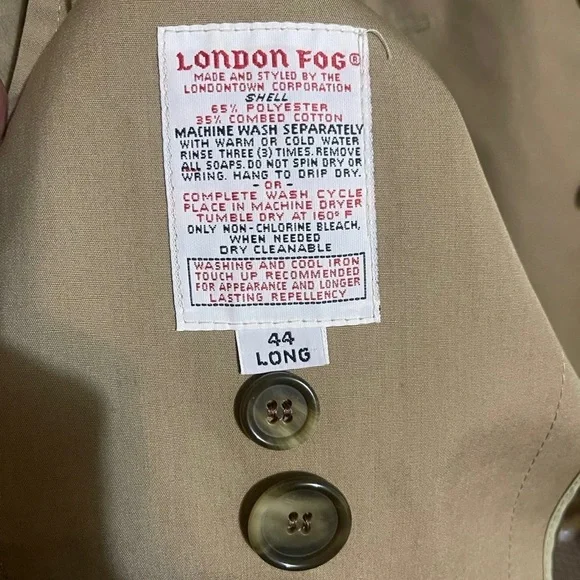 LONDON FOG®
MADE AND STYLED BY THE
LONDONTOWN CORPORATION
SHELL
65% POLYESTER
35% COMBED COTTON
MACHINE WASH SEPARATELY
WITH WARM OR COLD WATER
RINSE THREE (3) TIMES. REMOVE
ALL SOAPS. DO NOT SPIN DRY OR
WRING. HANG TO DRIP DRY.
-OR-
COMPLETE WASH CYCLE
PLACE IN MACHINE DRYER
TUMBLE DRY AT 160° F
ONLY NON-CHLORINE BLEACH,
WHEN NEEDED
DRY CLEANABLE
WASHING AND COOL IRON
TOUCH UP RECOMMENDED
FOR APPEARANCE AND LONGER
LASTING REPELLENCY
44
LONG